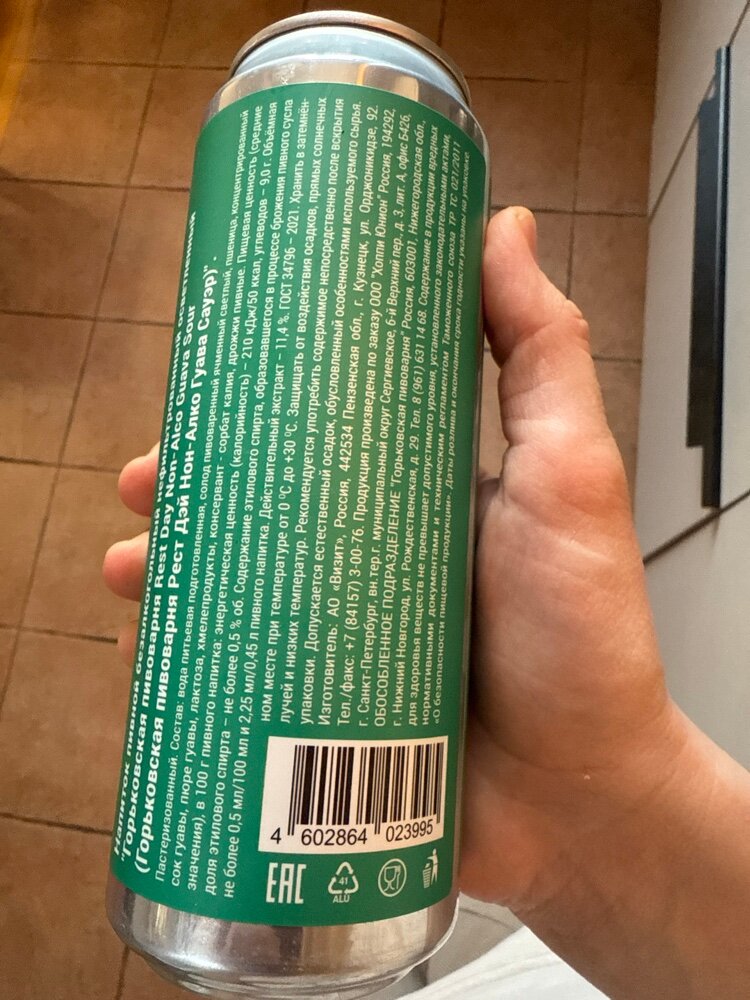 Напиток пивной безалкогольный нефильтрованный осветленный
"Горьковская пивоварня Rest Day Non-Alco Guava Sour
(Горьковская пивоварня Рест Дэй Нон-Алко Гуава Сауэр)".
Пастеризованный. Состав: вода питьевая подготовленная, солод пивоваренный ячменный светлый, пшеница, концентрированный
сок гуавы, пюре гуавы, лактоза, хмелепродукты, консервант - сорбат калия, дрожжи пивные. Пищевая ценность (средние
значения), в 100 г пивного напитка: энергетическая ценность (калорийность) – 210 кДж/50 ккал, углеводов – 9,0 г. Объёмная
доля этилового спирта – не более 0,5 % об. Содержание этилового спирта, образовавшегося в процессе брожения пивного сусла
не более 0,5 мл/100 мл и 2,25 мл/0,45 л пивного напитка. Действительный экстракт – 11,4 %. ГОСТ 34796 – 2021. Хранить в затемнён-
ном месте при температуре от 0 °С до +30 °С. Защищать от воздействия осадков, прямых солнечных
лучей и низких температур. Рекомендуется употребить содержимое непосредственно после вскрытия
упаковки. Допускается естественный осадок, обусловленный особенностями используемого сырья.
Изготовитель: АО «Визит», Россия, 442534 Пензенская обл., г. Кузнецк, ул. Орджоникидзе, 92.
Тел./факс: +7 (84157) 3-00-76. Продукция произведена по заказу ООО "Хоппи Юнион" Россия, 194292,
г. Санкт-Петербург, вн.тер.г. муниципальный округ Сергиевское, 6-й Верхний пер., д. 3, лит. А, офис Б426,
ОБОСОБЛЕННОЕ ПОДРАЗДЕЛЕНИЕ "Горьковская пивоварня" Россия, 603001, Нижегородская обл.,
г. Нижний Новгород, ул. Рождественская, д. 29. Тел. 8 (961) 631 14 68. Содержание в продукции вредных
для здоровья веществ не превышает допустимого уровня, установленного законодательными актами,
нормативными документами и техническим регламентом Таможенного союза ТР ТС 021/2011
«О безопасности пищевой продукции». Даты розлива и окончания срока годности указаны на упаковке.
4 602864 023995
EAC
41
ALU